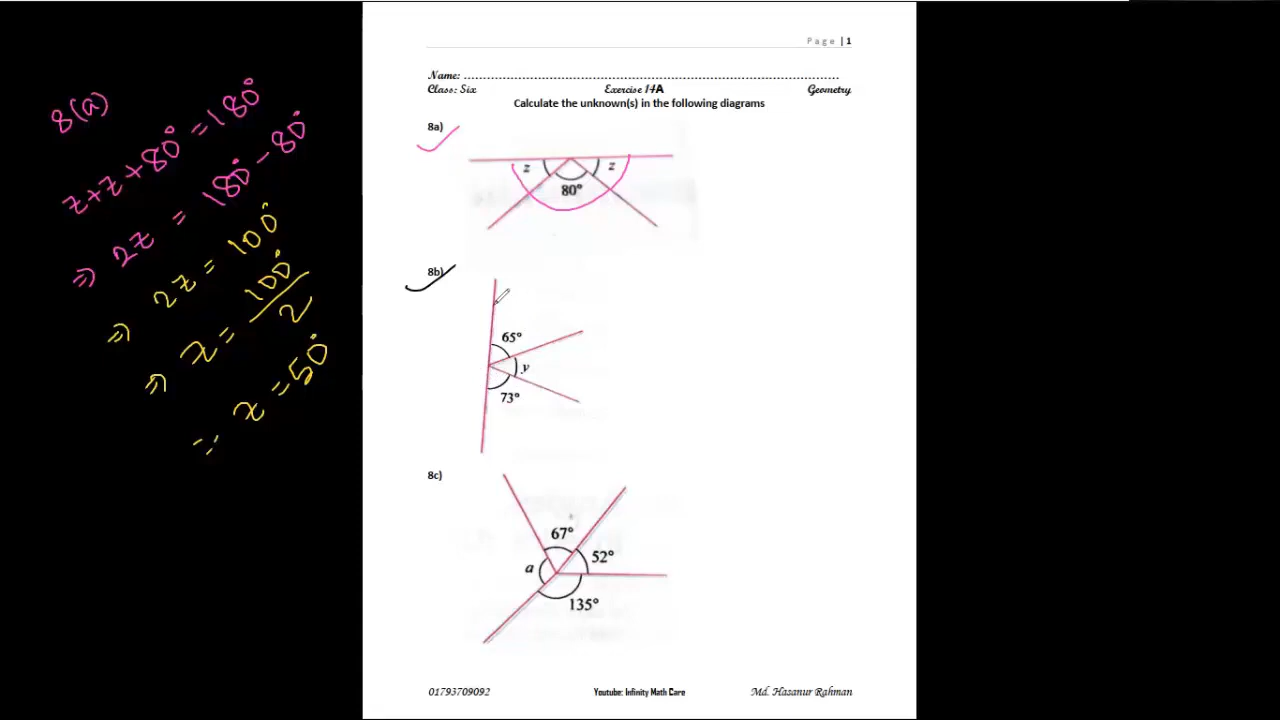 8(a)
z+z+80°=180°
⇒ 2z = 180°-80°
⇒ 2z = 100°
⇒ z = 100°/2
∴ z = 50°
Page | 1
Name: ................................................................
Class: Six Exercise 14A Geometry
Calculate the unknown(s) in the following diagrams
8a)
z z
80°
8b)
65°
y
73°
8c)
67°
52°
a
135°
01793709092 Youtube: Infinity Math Care Md. Hasanur Rahman